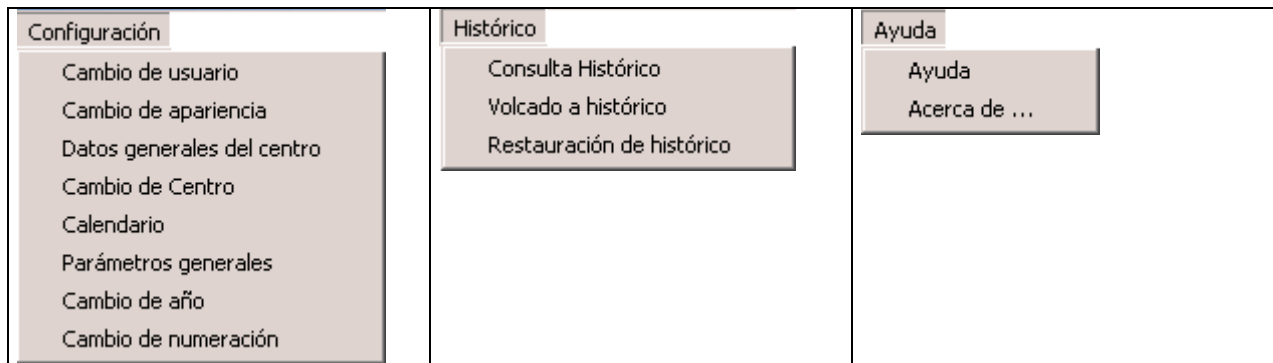 Configuración
Cambio de usuario
Cambio de apariencia
Datos generales del centro
Cambio de Centro
Calendario
Parámetros generales
Cambio de año
Cambio de numeración
Histórico
Consulta Histórico
Volcado a histórico
Restauración de histórico
Ayuda
Ayuda
Acerca de ...